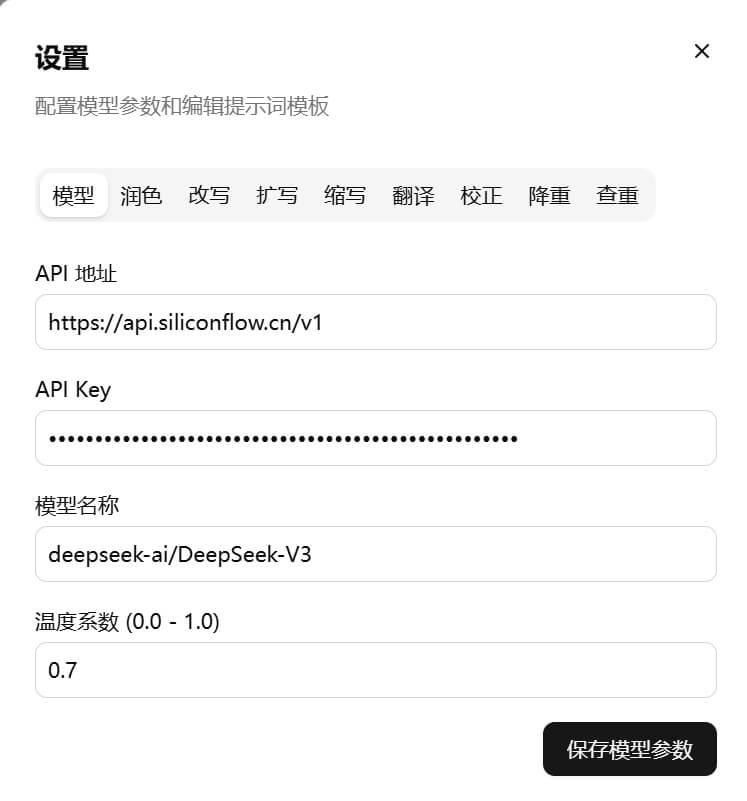 设置
配置模型参数和编辑提示词模板
模型 润色 改写 扩写 缩写 翻译 校正 降重 查重
API 地址
https://api.siliconflow.cn/v1
API Key
•••••••••••••••••••••••••••••••••••••••••••••••••••
模型名称
deepseek-ai/DeepSeek-V3
温度系数 (0.0 - 1.0)
0.7
保存模型参数